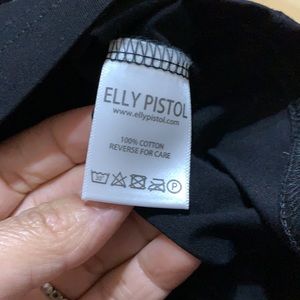 ELLY PISTOL
www.ellypistol.com
100% COTTON
REVERSE FOR CARE